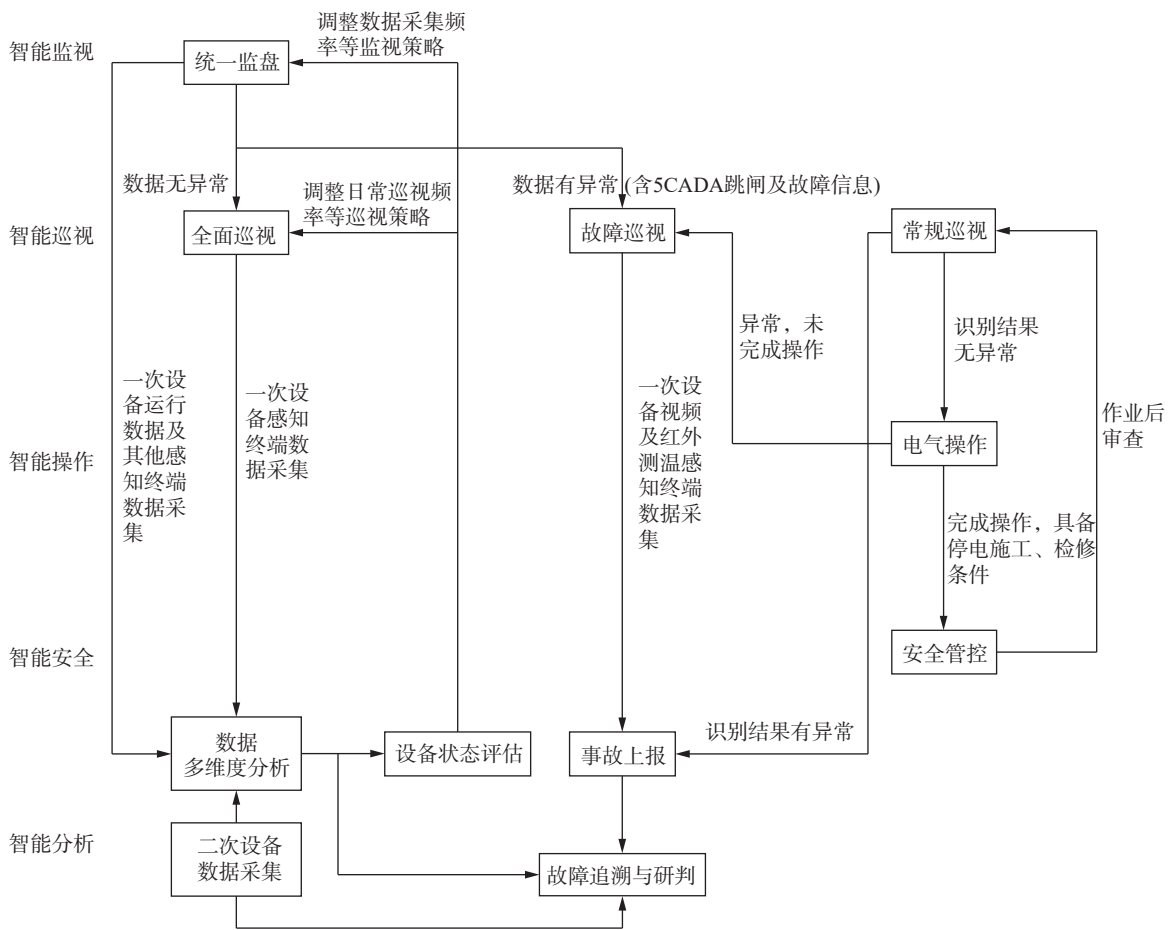 调整数据采集频
率等监视策略
智能监视
统一监盘
数据无异常
调整日常巡视频
率等巡视策略
数据有异常 (含5CADA跳闸及故障信息)
智能巡视
全面巡视
故障巡视
常规巡视
异常，未
完成操作
识别结果
无异常
一次设
备运行
数据及
其他感
知终端
数据采
集
一次设
备感知
终端数
据采集
一次设
备视频
及红外
测温感
知终端
数据采
集
作业后
审查
智能操作
电气操作
完成操作，具备
停电施工、检修
条件
智能安全
安全管控
数据
多维度分析
设备状态评估
事故上报
识别结果有异常
智能分析
二次设备
数据采集
故障追溯与研判